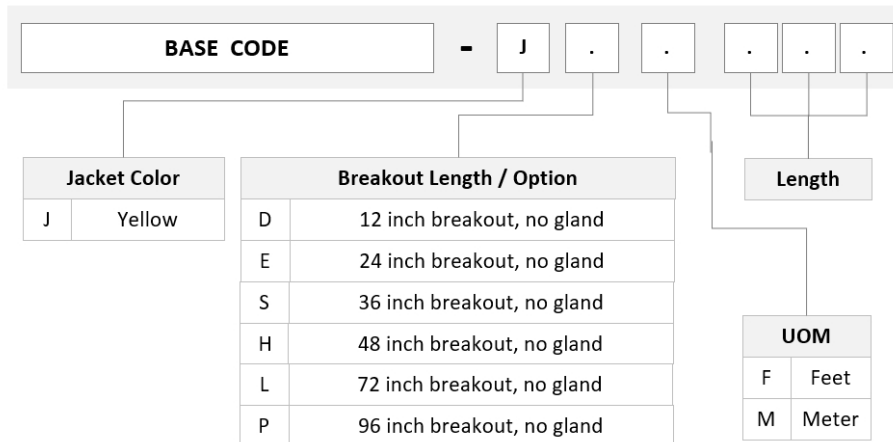 BASE CODE - J . . . . .
Jacket Color
J Yellow
Breakout Length / Option
D 12 inch breakout, no gland
E 24 inch breakout, no gland
S 36 inch breakout, no gland
H 48 inch breakout, no gland
L 72 inch breakout, no gland
P 96 inch breakout, no gland
Length
UOM
F Feet
M Meter